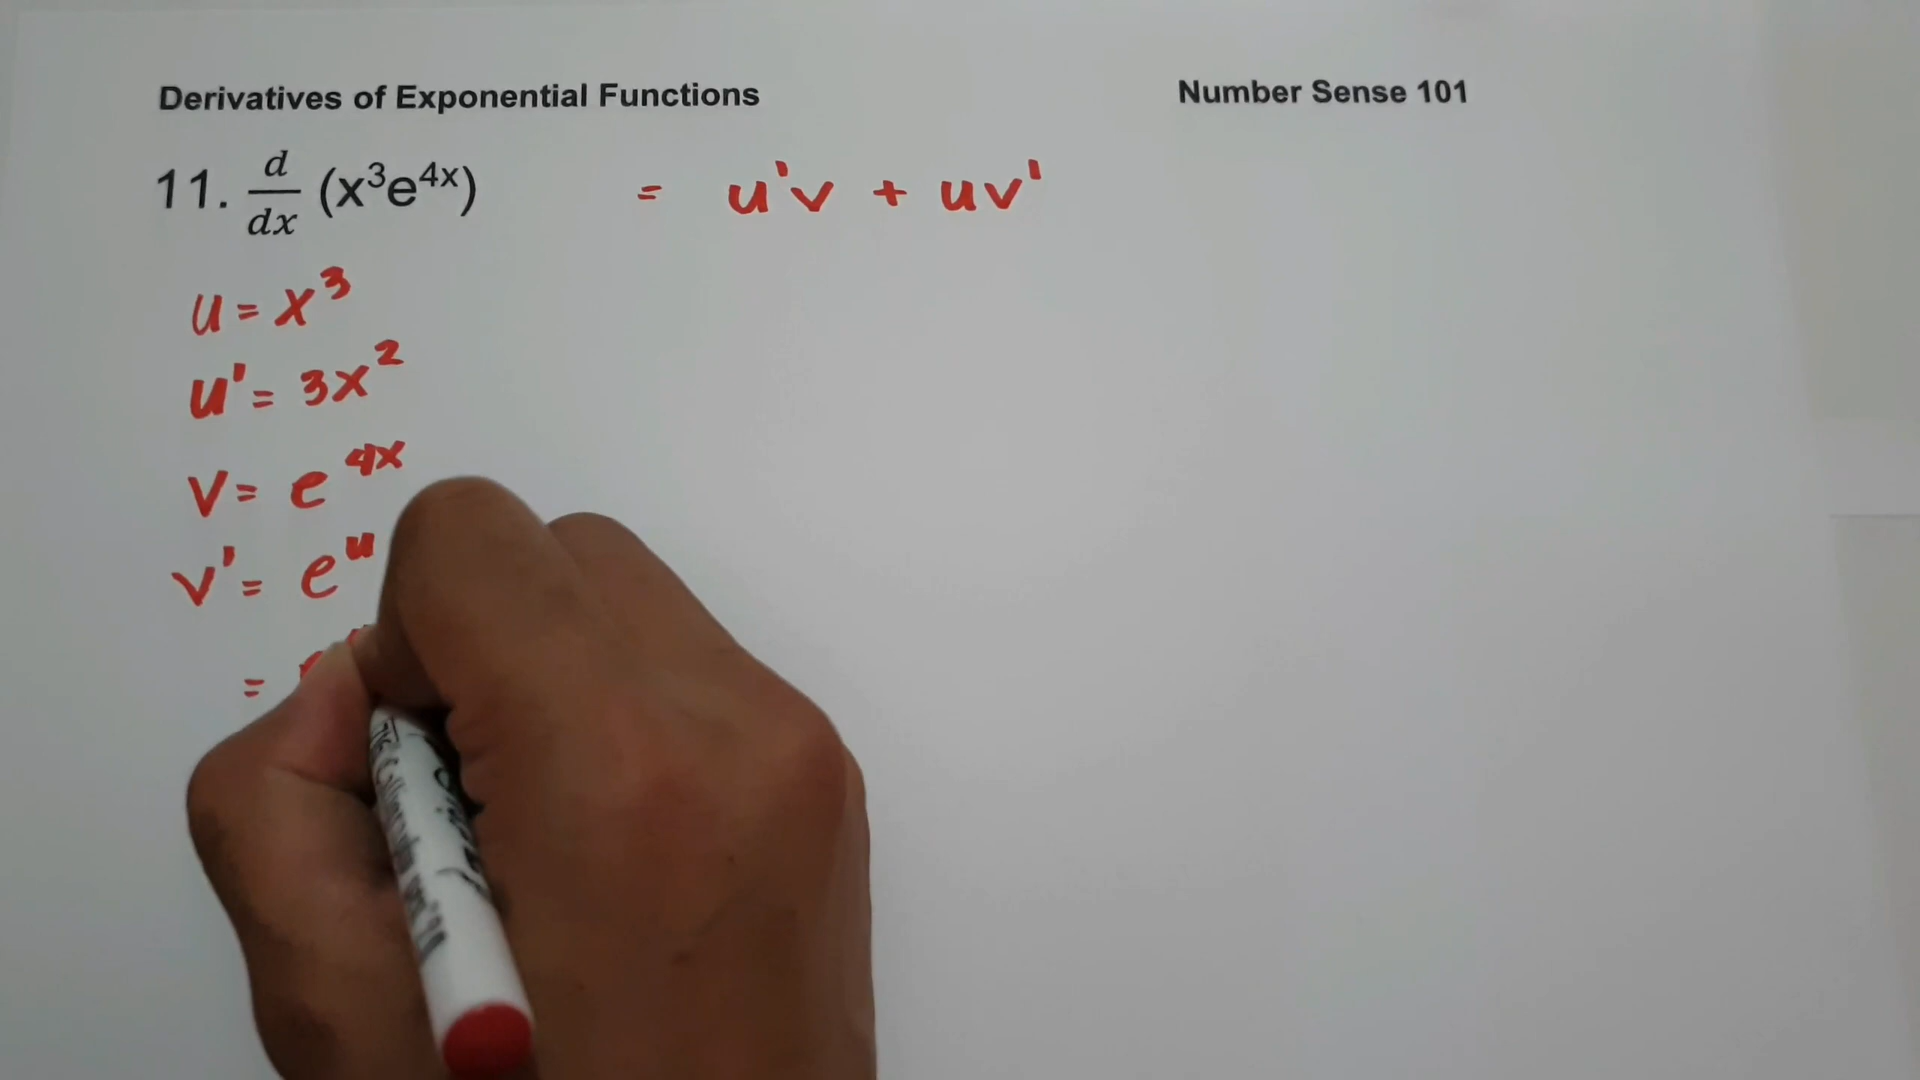 Derivatives of Exponential Functions
Number Sense 101
11. d/dx (x³e⁴ˣ) = u'v + uv'
u = x³
u' = 3x²
v = e⁴ˣ
v' = eᵘ
=